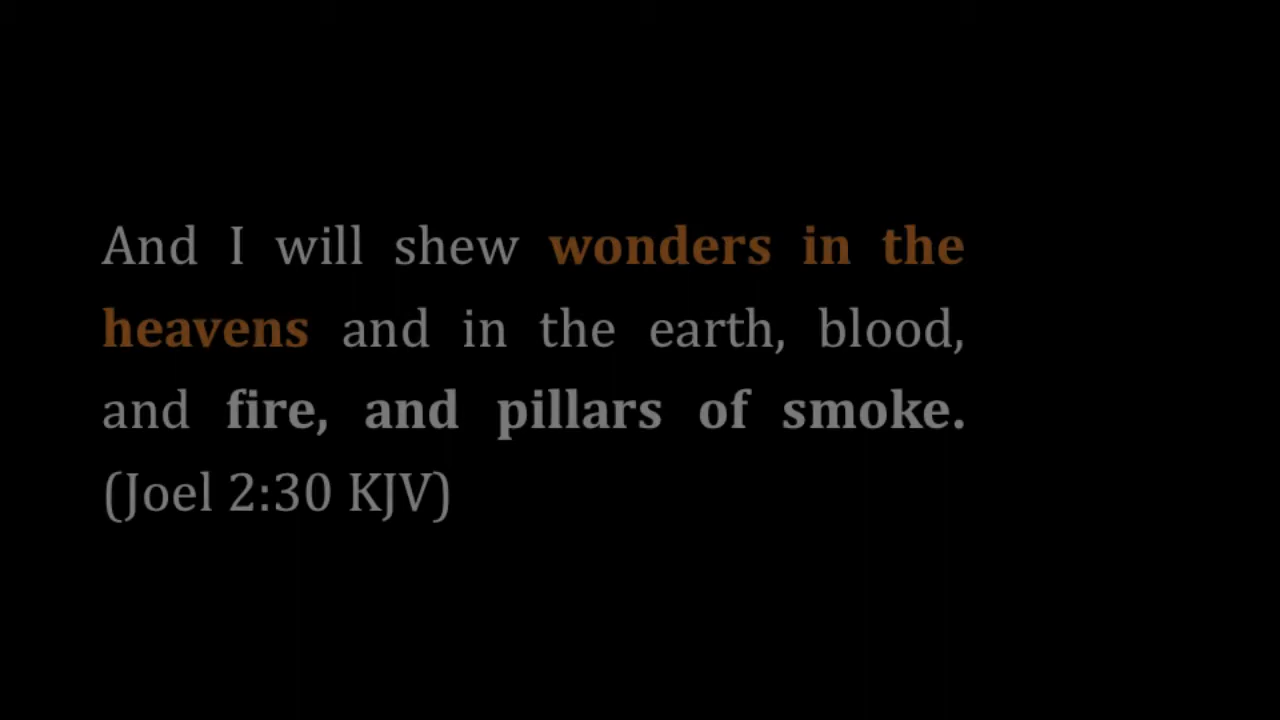 And I will shew wonders in the
heavens and in the earth, blood,
and fire, and pillars of smoke.
(Joel 2:30 KJV)